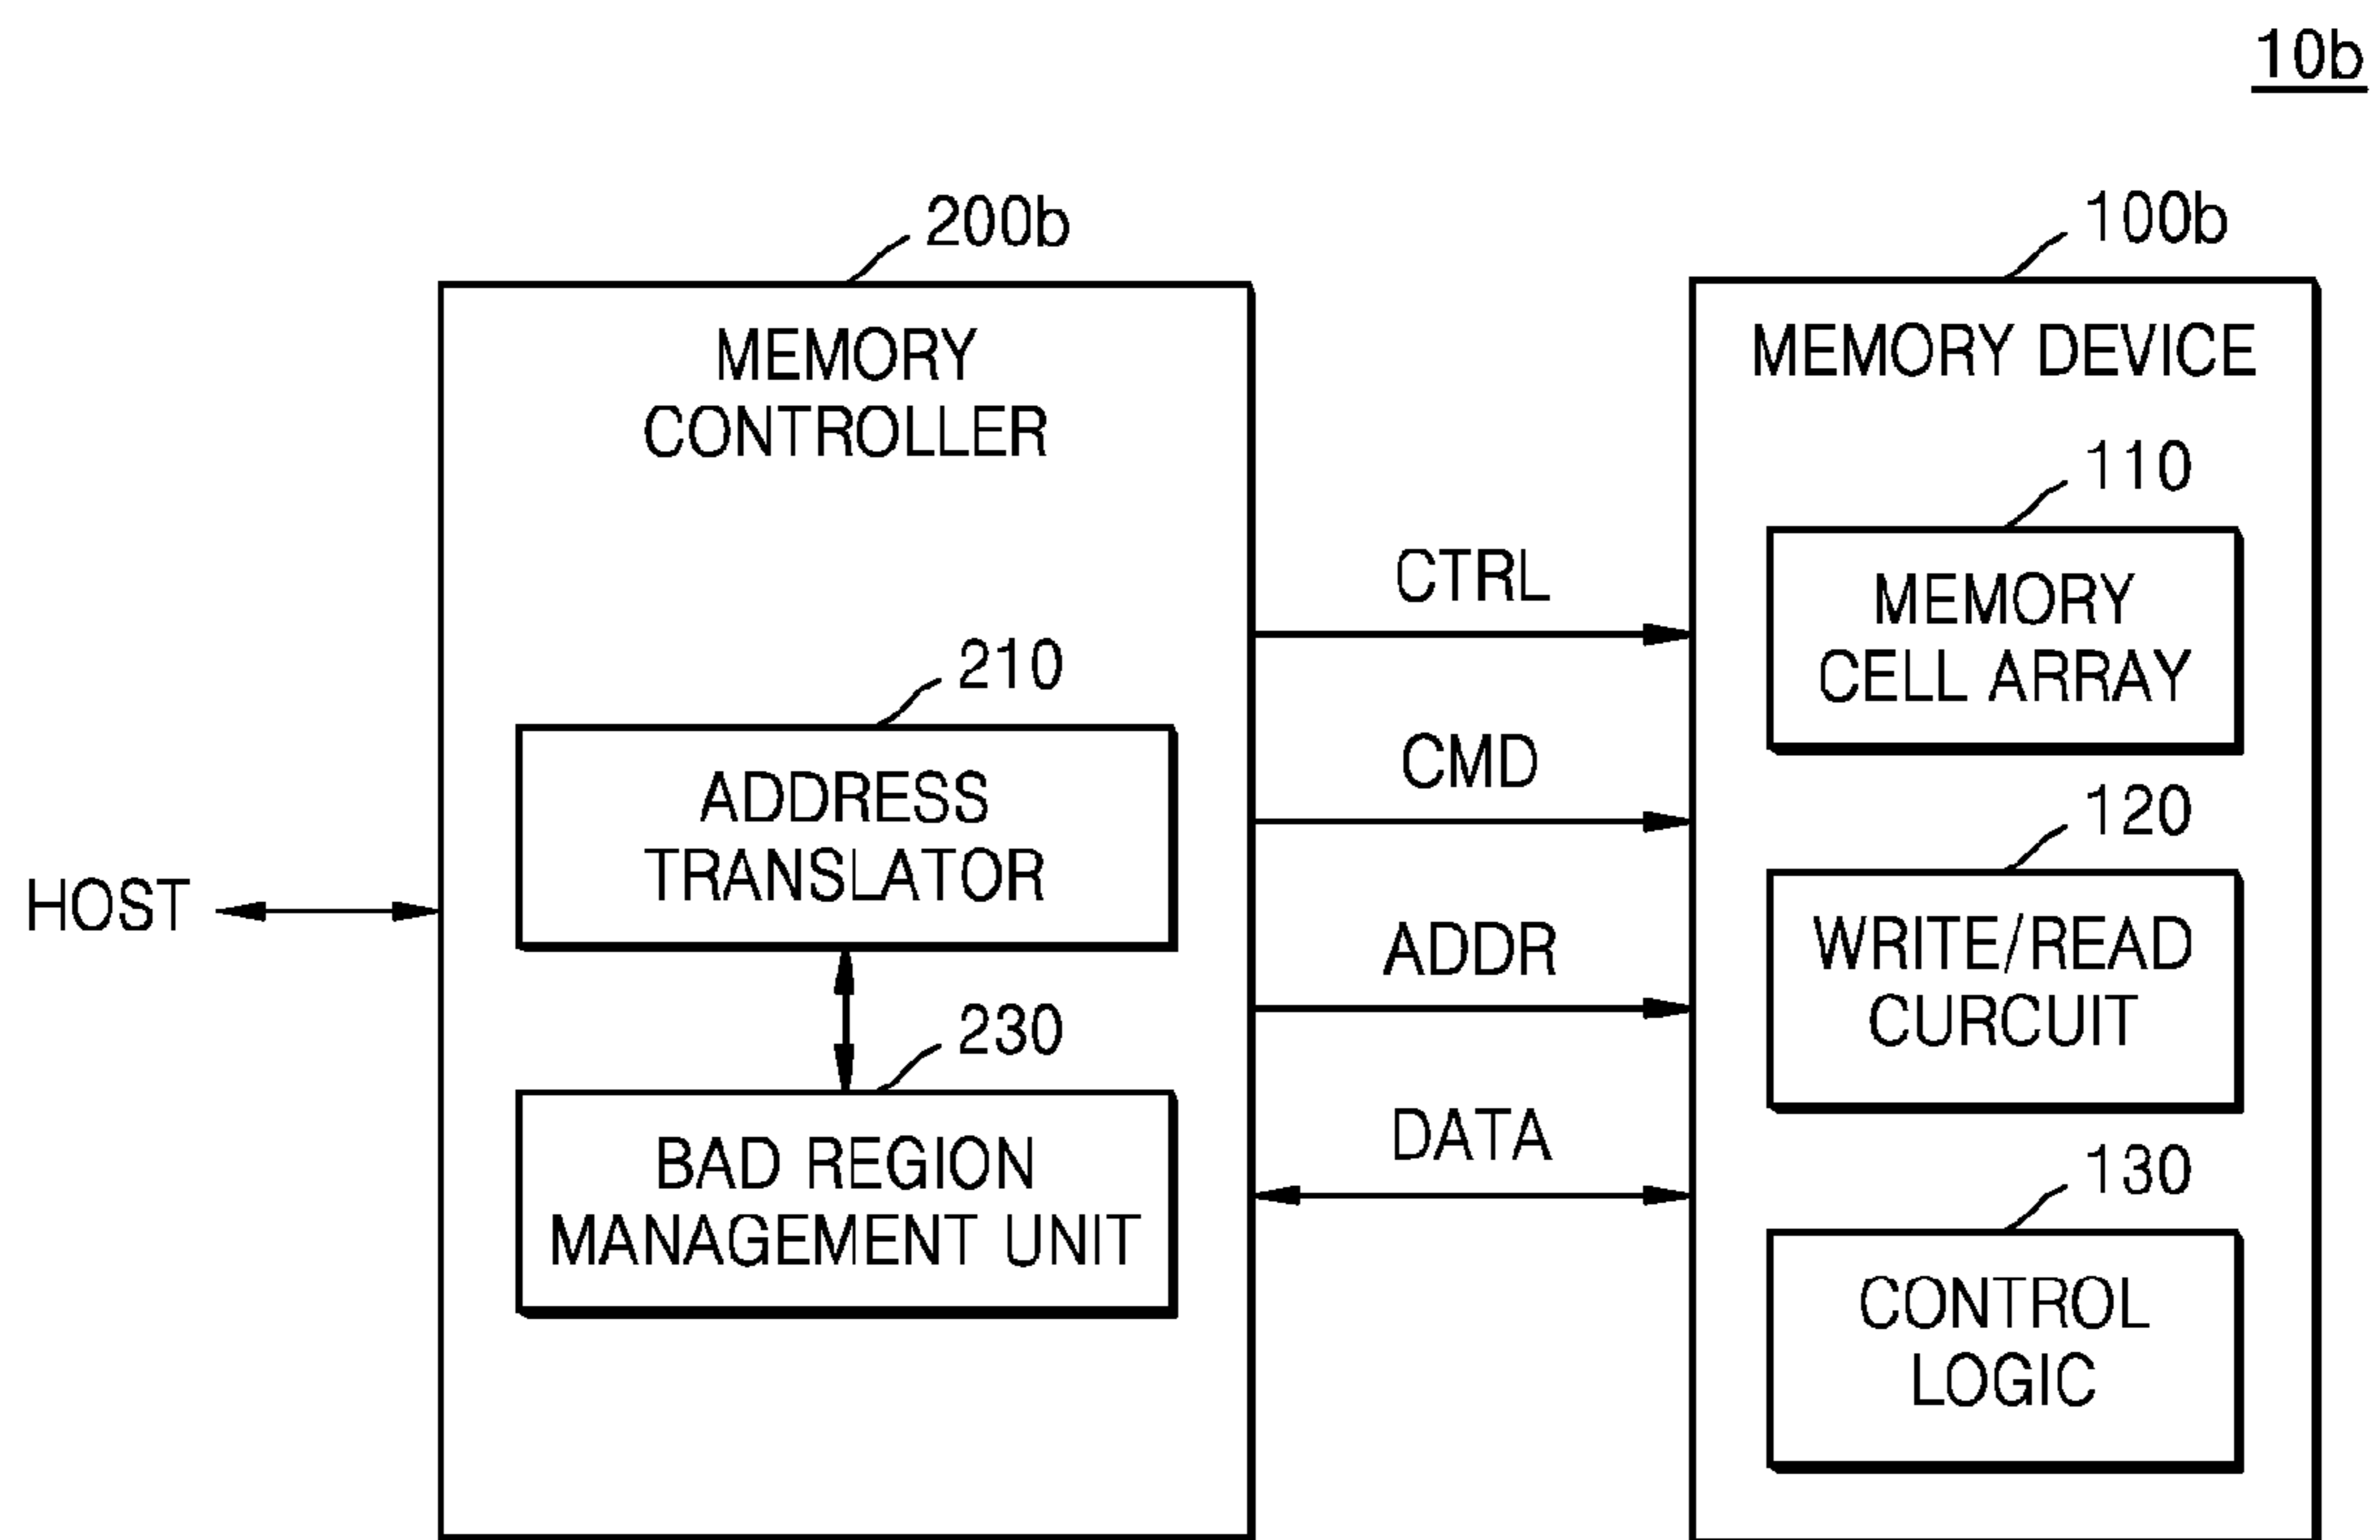 10b
200b
MEMORY
CONTROLLER
210
ADDRESS
TRANSLATOR
230
BAD REGION
MANAGEMENT UNIT
HOST
CTRL
CMD
ADDR
DATA
100b
MEMORY DEVICE
110
MEMORY
CELL ARRAY
120
WRITE/READ
CURCUIT
130
CONTROL
LOGIC